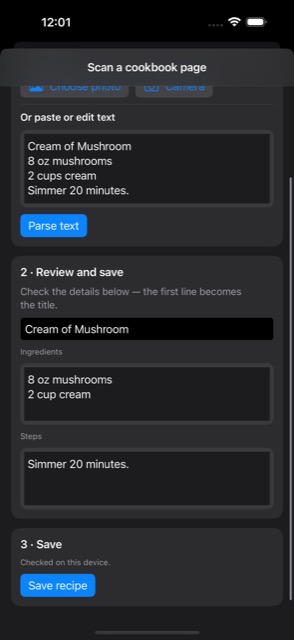 12:01
Scan a cookbook page
Choose photo
Camera
Or paste or edit text
Cream of Mushroom
8 oz mushrooms
2 cups cream
Simmer 20 minutes.
Parse text
2 · Review and save
Check the details below — the first line becomes
the title.
Cream of Mushroom
Ingredients
8 oz mushrooms
2 cup cream
Steps
Simmer 20 minutes.
3 · Save
Checked on this device.
Save recipe